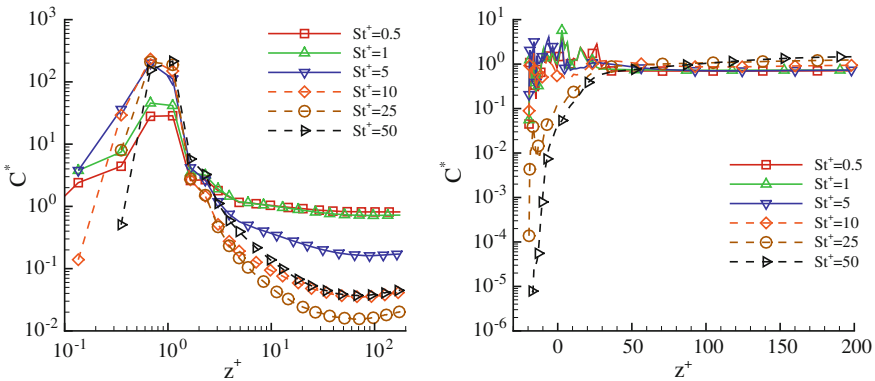 C*
10³
10²
10¹
10⁰
10⁻¹
10⁻²
10⁻¹
10⁰
10¹
10²
z⁺
St⁺=0.5
St⁺=1
St⁺=5
St⁺=10
St⁺=25
St⁺=50
C*
10¹
10⁰
10⁻¹
10⁻²
10⁻³
10⁻⁴
10⁻⁵
10⁻⁶
0
50
100
150
200
z⁺
St⁺=0.5
St⁺=1
St⁺=5
St⁺=10
St⁺=25
St⁺=50